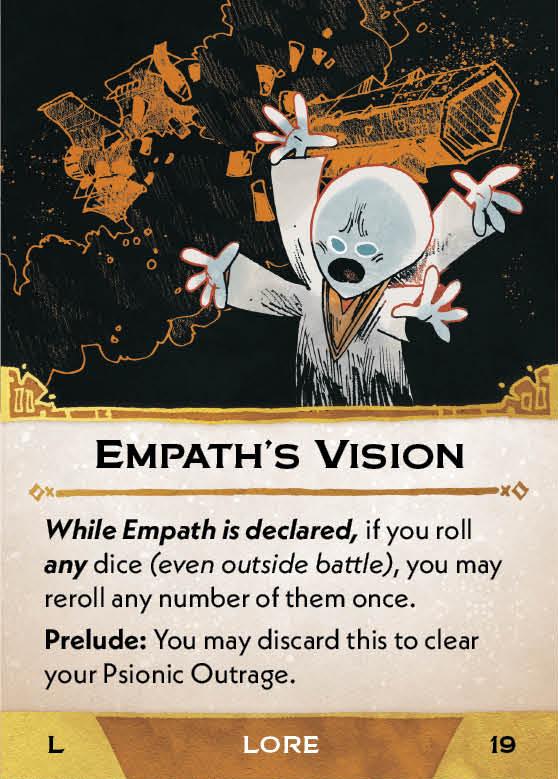 EMPATH'S VISION
While Empath is declared, if you roll
any dice (even outside battle), you may
reroll any number of them once.
Prelude: You may discard this to clear
your Psionic Outrage.
L LORE 19